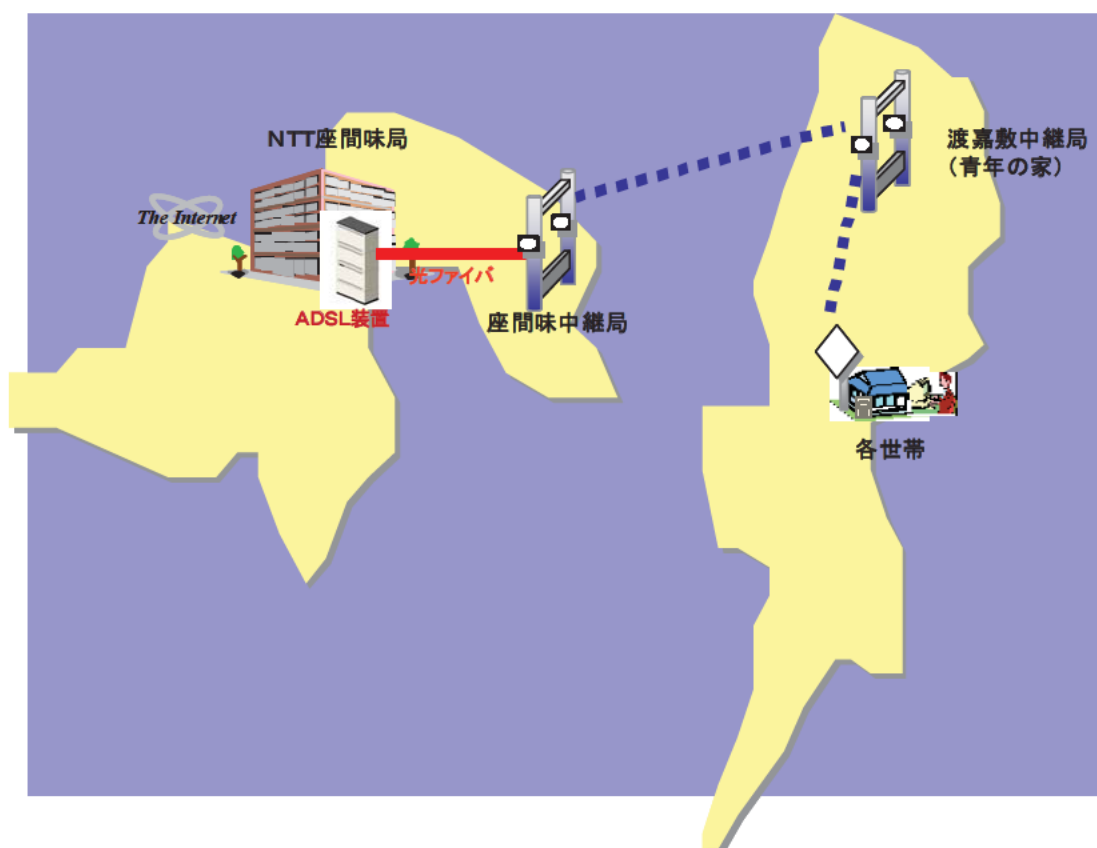 NTT座間味局
The Internet
光ファイバ
ADSL装置
座間味中継局
渡嘉敷中継局
(青年の家)
各世帯